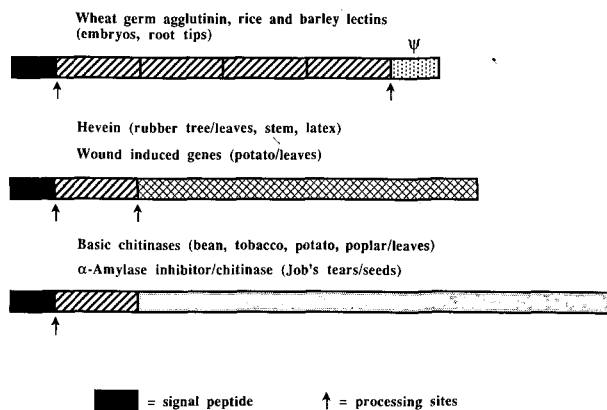 Wheat germ agglutinin, rice and barley lectins
(embryos, root tips)
ψ
Hevein (rubber tree/leaves, stem, latex)
Wound induced genes (potato/leaves)
Basic chitinases (bean, tobacco, potato, poplar/leaves)
α-Amylase inhibitor/chitinase (Job's tears/seeds)
= signal peptide
= processing sites